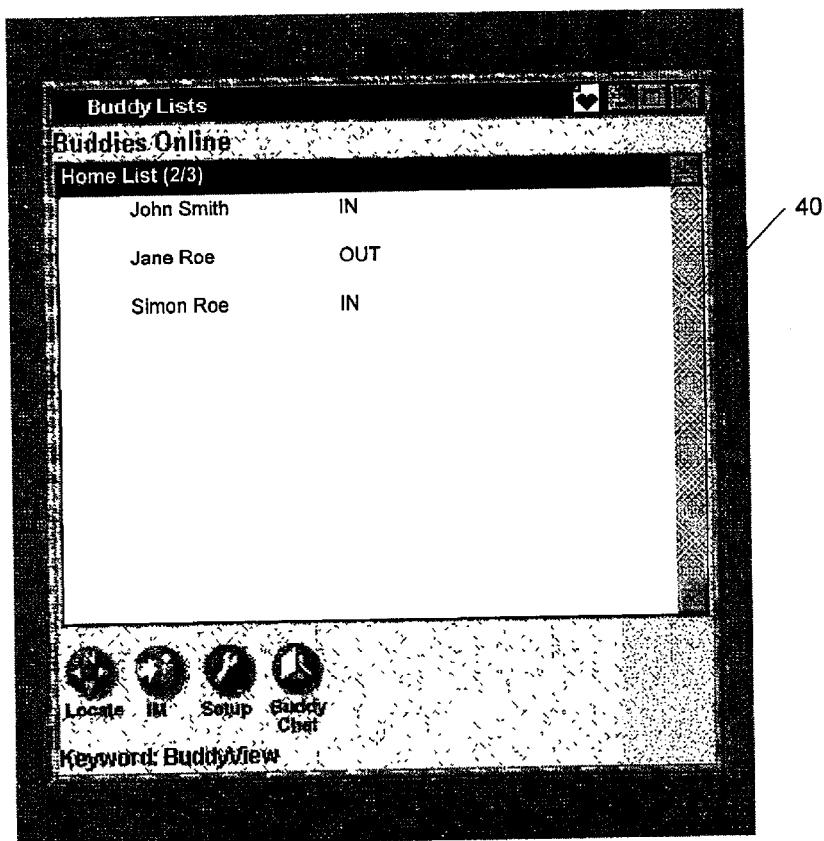 Buddy Lists
Buddies Online
Home List (2/3)
John Smith IN
Jane Roe OUT
Simon Roe IN
40
Locate IM Setup Buddy Chat
Keyword: BuddyView